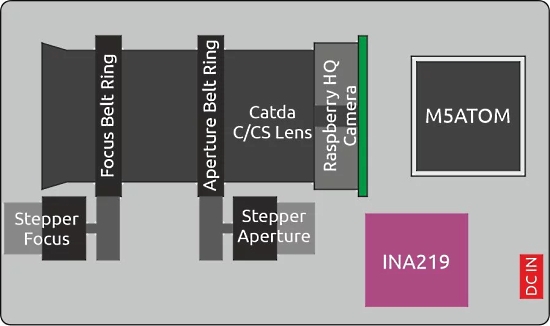 Focus Belt Ring
Aperture Belt Ring
Catda
C/CS Lens
Raspberry HQ
Camera
M5ATOM
Stepper
Focus
Stepper
Aperture
INA219
DC IN